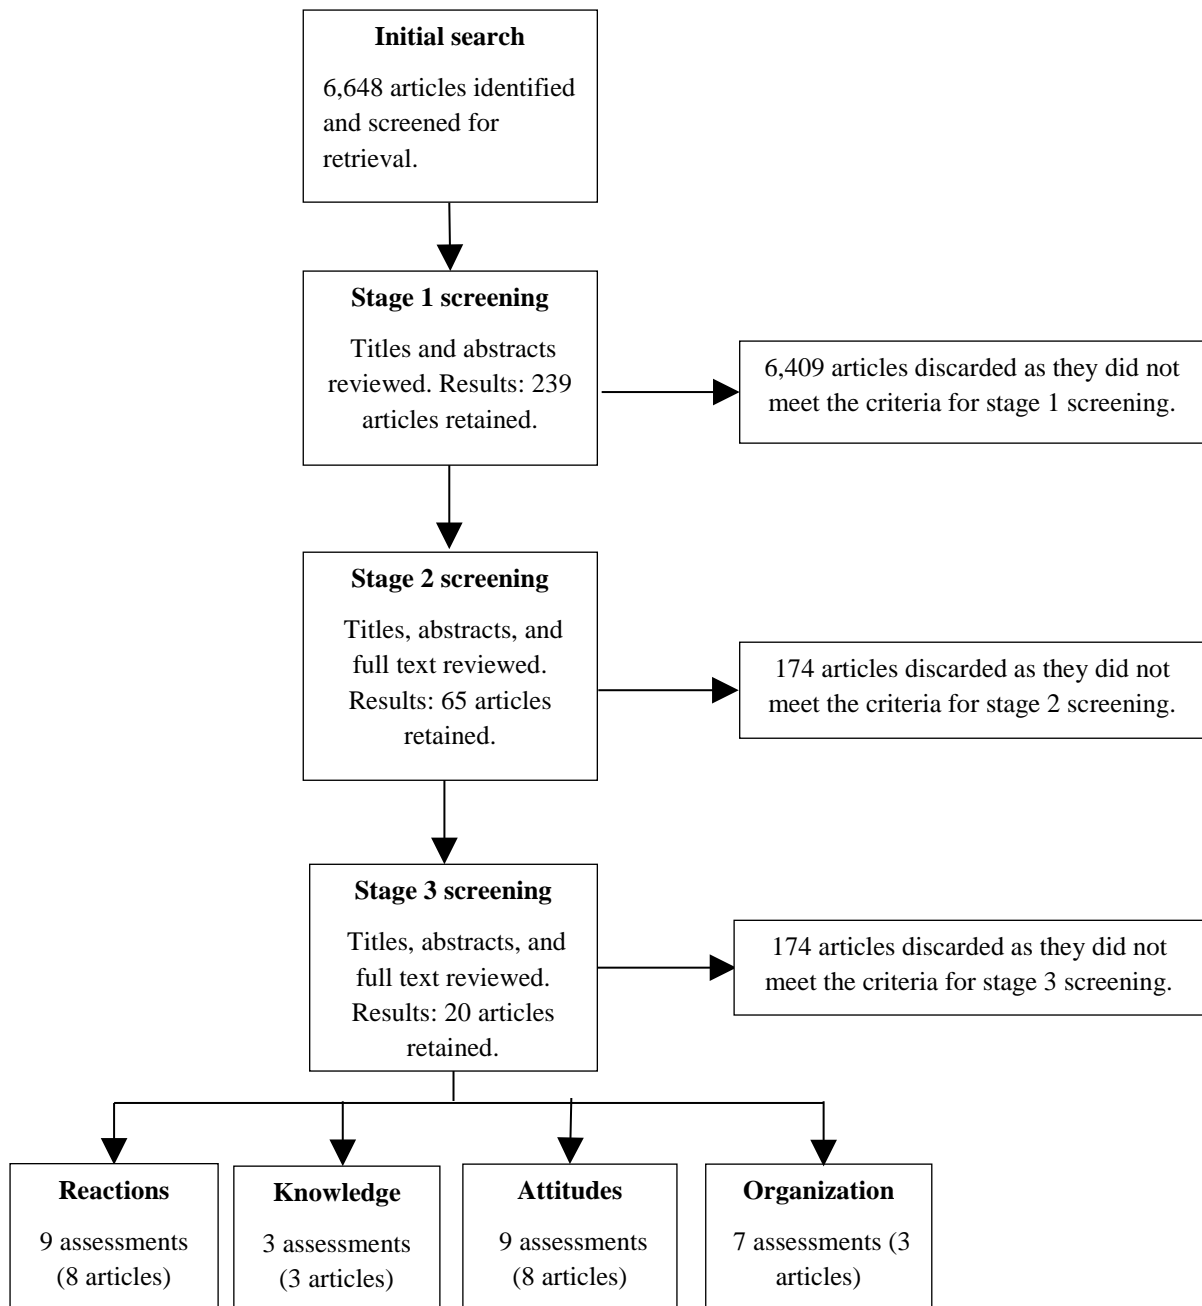 Initial search
6,648 articles identified
and screened for
retrieval.
Stage 1 screening
Titles and abstracts
reviewed. Results: 239
articles retained.
6,409 articles discarded as they did not
meet the criteria for stage 1 screening.
Stage 2 screening
Titles, abstracts, and
full text reviewed.
Results: 65 articles
retained.
174 articles discarded as they did not
meet the criteria for stage 2 screening.
Stage 3 screening
Titles, abstracts, and
full text reviewed.
Results: 20 articles
retained.
174 articles discarded as they did not
meet the criteria for stage 3 screening.
Reactions
9 assessments
(8 articles)
Knowledge
3 assessments
(3 articles)
Attitudes
9 assessments
(8 articles)
Organization
7 assessments (3
articles)